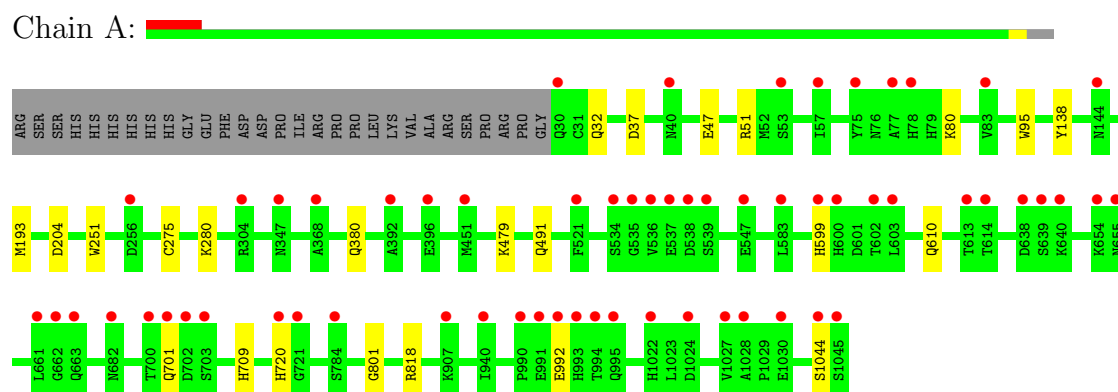 Chain A:
ARG SER SER HIS HIS HIS HIS HIS HIS GLY GLU PHE ASP ASP PRO ILE ARG PRO PRO LEU LYS VAL ALA ARG SER PRO ARG PRO GLY Q30 C31 Q32 D37 N40 E47 R51 M52 S53 I57 Y75 N76 A77 H78 H79 K80 V83 W95 Y138 N144
M193 D204 W251 D256 C275 K280 R304 N347 A368 Q380 A392 E396 M451 K479 Q491 F521 S534 G535 V536 E537 D538 S539 E547 L583 H599 H600 D601 T602 L603 Q610 T613 T614 D638 S639 K640 K654 N655
L661 G662 Q663 N682 T700 Q701 D702 S703 H709 H720 G721 S784 G801 R818 K907 I940 P990 E991 E992 H993 T994 Q995 H1022 L1023 D1024 V1027 A1028 P1029 E1030 S1044 S1045